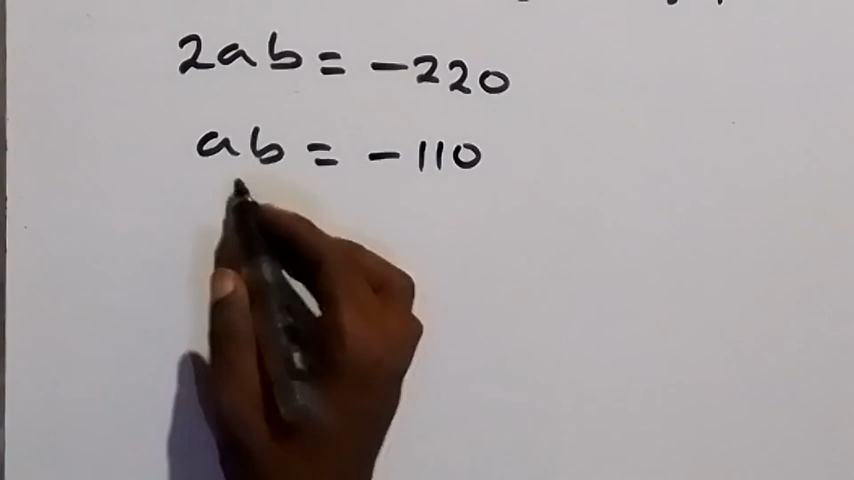 2ab = -220
ab = -110